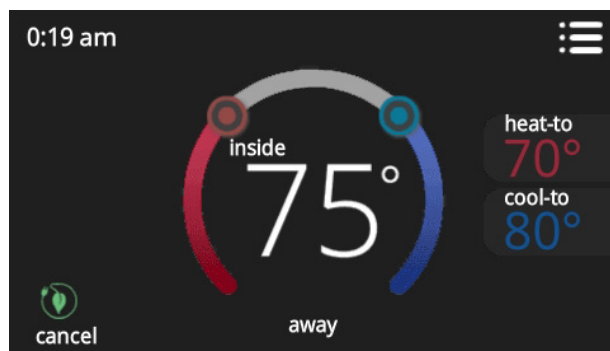 0:19 am
inside
75°
heat-to
70°
cool-to
80°
cancel
away